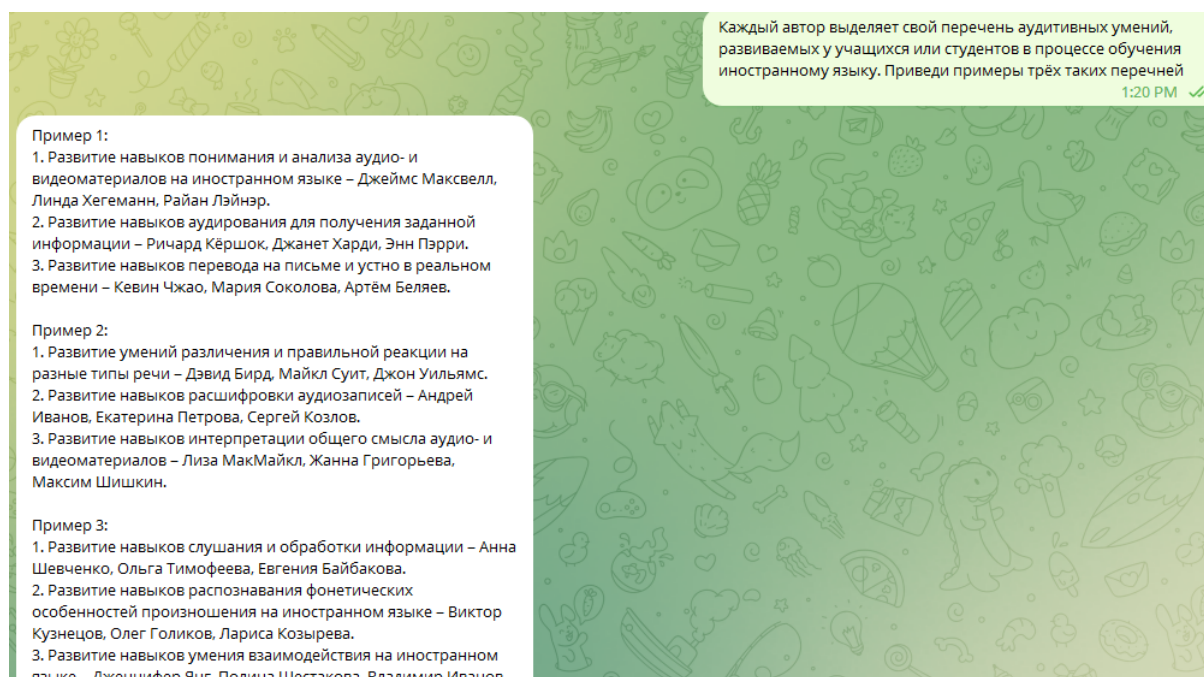 Каждый автор выделяет свой перечень аудитивных умений,
развиваемых у учащихся или студентов в процессе обучения
иностранному языку. Приведи примеры трёх таких перечней
1:20 PM
Пример 1:
1. Развитие навыков понимания и анализа аудио- и
видеоматериалов на иностранном языке – Джеймс Максвелл,
Линда Хегеманн, Райан Лэйнэр.
2. Развитие навыков аудирования для получения заданной
информации – Ричард Кёршок, Джанет Харди, Энн Пэрри.
3. Развитие навыков перевода на письме и устно в реальном
времени – Кевин Чжао, Мария Соколова, Артём Беляев.
Пример 2:
1. Развитие умений различения и правильной реакции на
разные типы речи – Дэвид Бирд, Майкл Суит, Джон Уильямс.
2. Развитие навыков расшифровки аудиозаписей – Андрей
Иванов, Екатерина Петрова, Сергей Козлов.
3. Развитие навыков интерпретации общего смысла аудио- и
видеоматериалов – Лиза МакМайкл, Жанна Григорьева,
Максим Шишкин.
Пример 3:
1. Развитие навыков слушания и обработки информации – Анна
Шевченко, Ольга Тимофеева, Евгения Байбакова.
2. Развитие навыков распознавания фонетических
особенностей произношения на иностранном языке – Виктор
Кузнецов, Олег Голиков, Лариса Козырева.
3. Развитие навыков умения взаимодействия на иностранном
языке – Дженнифер Янг, Полина Шестакова, Владимир Иванов.